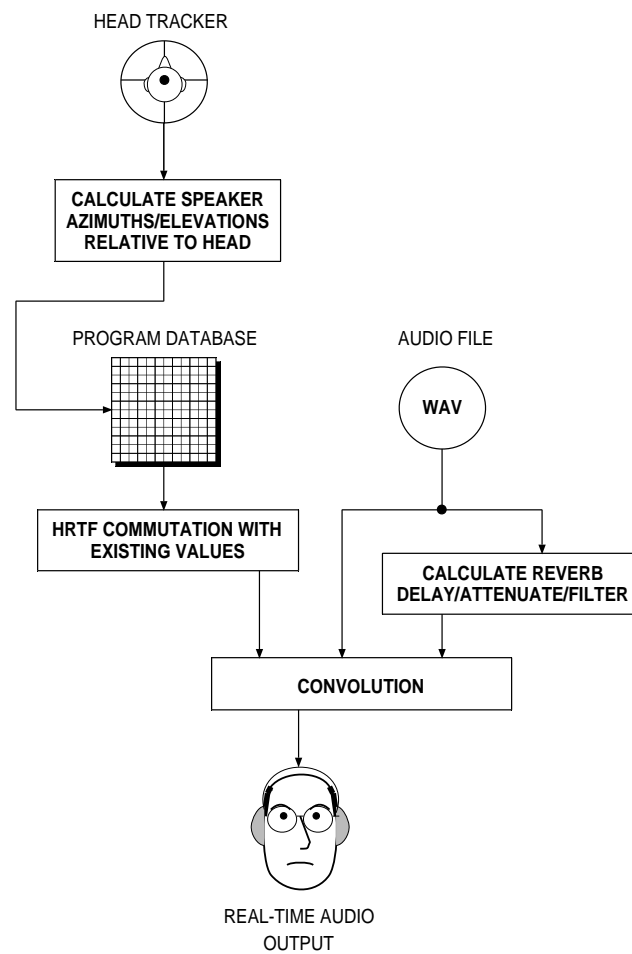 HEAD TRACKER
CALCULATE SPEAKER
AZIMUTHS/ELEVATIONS
RELATIVE TO HEAD
PROGRAM DATABASE
AUDIO FILE
WAV
HRTF COMMUTATION WITH
EXISTING VALUES
CALCULATE REVERB
DELAY/ATTENUATE/FILTER
CONVOLUTION
REAL-TIME AUDIO
OUTPUT